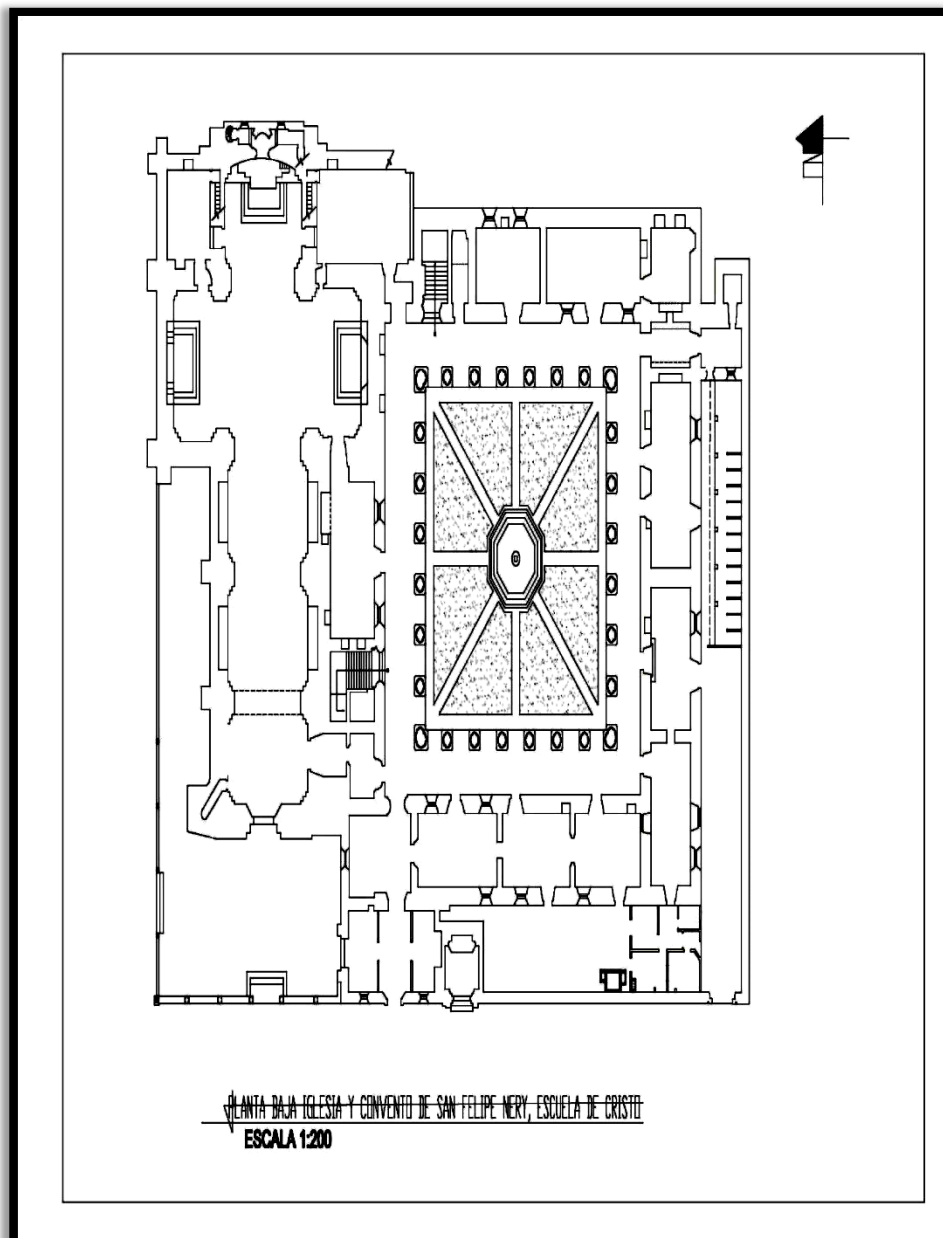 N
PLANTA BAJA IGLESIA Y CONVENTO DE SAN FELIPE NERY, ESCUELA DE CRISTO
ESCALA 1:200